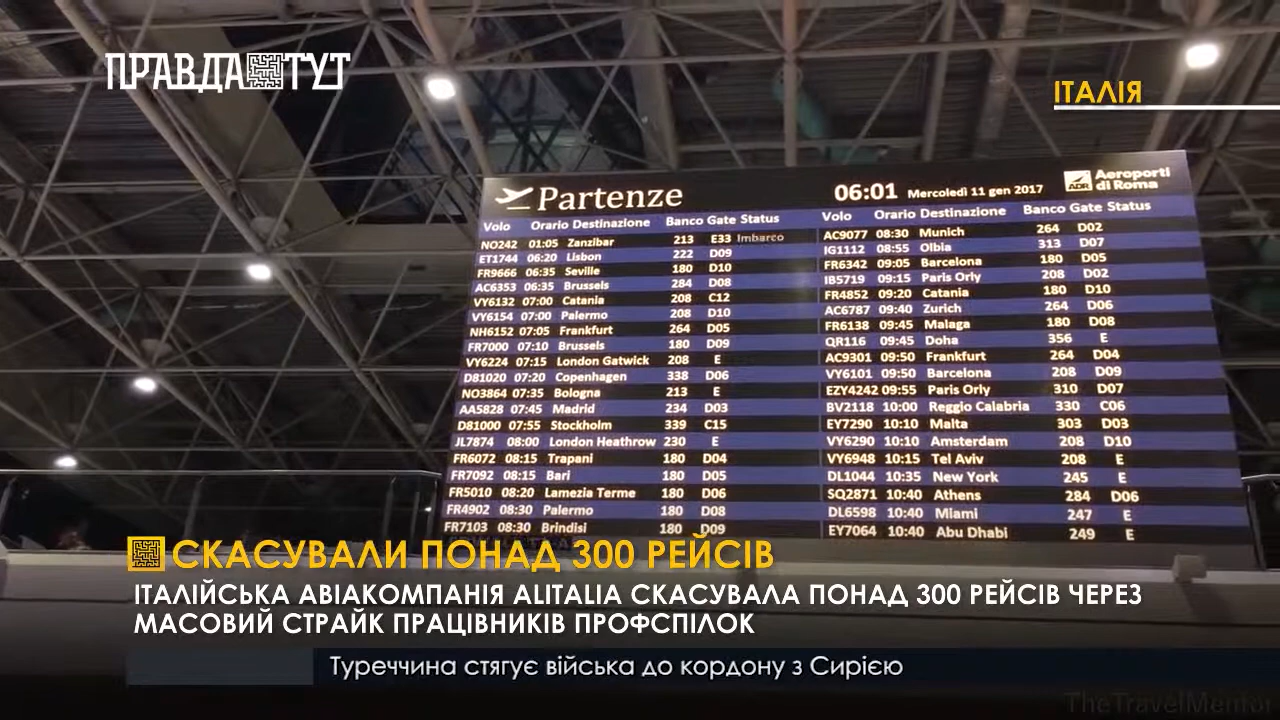 ПРАВДА ТУТ
ІТАЛІЯ
Partenze
06:01 Mercoledì 11 gen 2017
ADR Aeroporti di Roma
Volo Orario Destinazione Banco Gate Status
NO242 01:05 Zanzibar 213 E33 Imbarco
ET1744 06:20 Lisbon 222 D09
FR9666 06:35 Seville 180 D10
AC6353 06:35 Brussels 284 D08
VY6132 07:00 Catania 208 C12
VY6154 07:00 Palermo 208 D10
NH6152 07:05 Frankfurt 264 D05
FR7000 07:10 Brussels 180 D09
VY6224 07:15 London Gatwick 208 E
D81020 07:20 Copenhagen 338 D06
NO3864 07:35 Bologna 213 E
AA5828 07:45 Madrid 234 D03
D81000 07:55 Stockholm 339 C15
JL7874 08:00 London Heathrow 230 E
FR6072 08:15 Trapani 180 D04
FR7092 08:15 Bari 180 D05
FR5010 08:20 Lamezia Terme 180 D06
FR4902 08:30 Palermo 180 D08
FR7103 08:30 Brindisi 180 D09
Volo Orario Destinazione Banco Gate Status
AC9077 08:30 Munich 264 D02
IG1112 08:55 Olbia 313 D07
FR6342 09:05 Barcelona 180 D05
IB5719 09:15 Paris Orly 208 D02
FR4852 09:20 Catania 180 D10
AC6787 09:40 Zurich 264 D06
FR6138 09:45 Malaga 180 D08
QR116 09:45 Doha 356 E
AC9301 09:50 Frankfurt 264 D04
VY6101 09:50 Barcelona 208 D09
EZY4242 09:55 Paris Orly 310 D07
BV2118 10:00 Reggio Calabria 330 C06
EY7290 10:10 Malta 303 D03
VY6290 10:10 Amsterdam 208 D10
VY6948 10:15 Tel Aviv 208 E
DL1044 10:35 New York 245 E
SQ2871 10:40 Athens 284 D06
DL6598 10:40 Miami 247 E
EY7064 10:40 Abu Dhabi 249 E
СКАСУВАЛИ ПОНАД 300 РЕЙСІВ
ІТАЛІЙСЬКА АВІАКОМПАНІЯ ALITALIA СКАСУВАЛА ПОНАД 300 РЕЙСІВ ЧЕРЕЗ
МАСОВИЙ СТРАЙК ПРАЦІВНИКІВ ПРОФСПІЛОК
Туреччина стягує війська до кордону з Сирією
TheTravelMentor